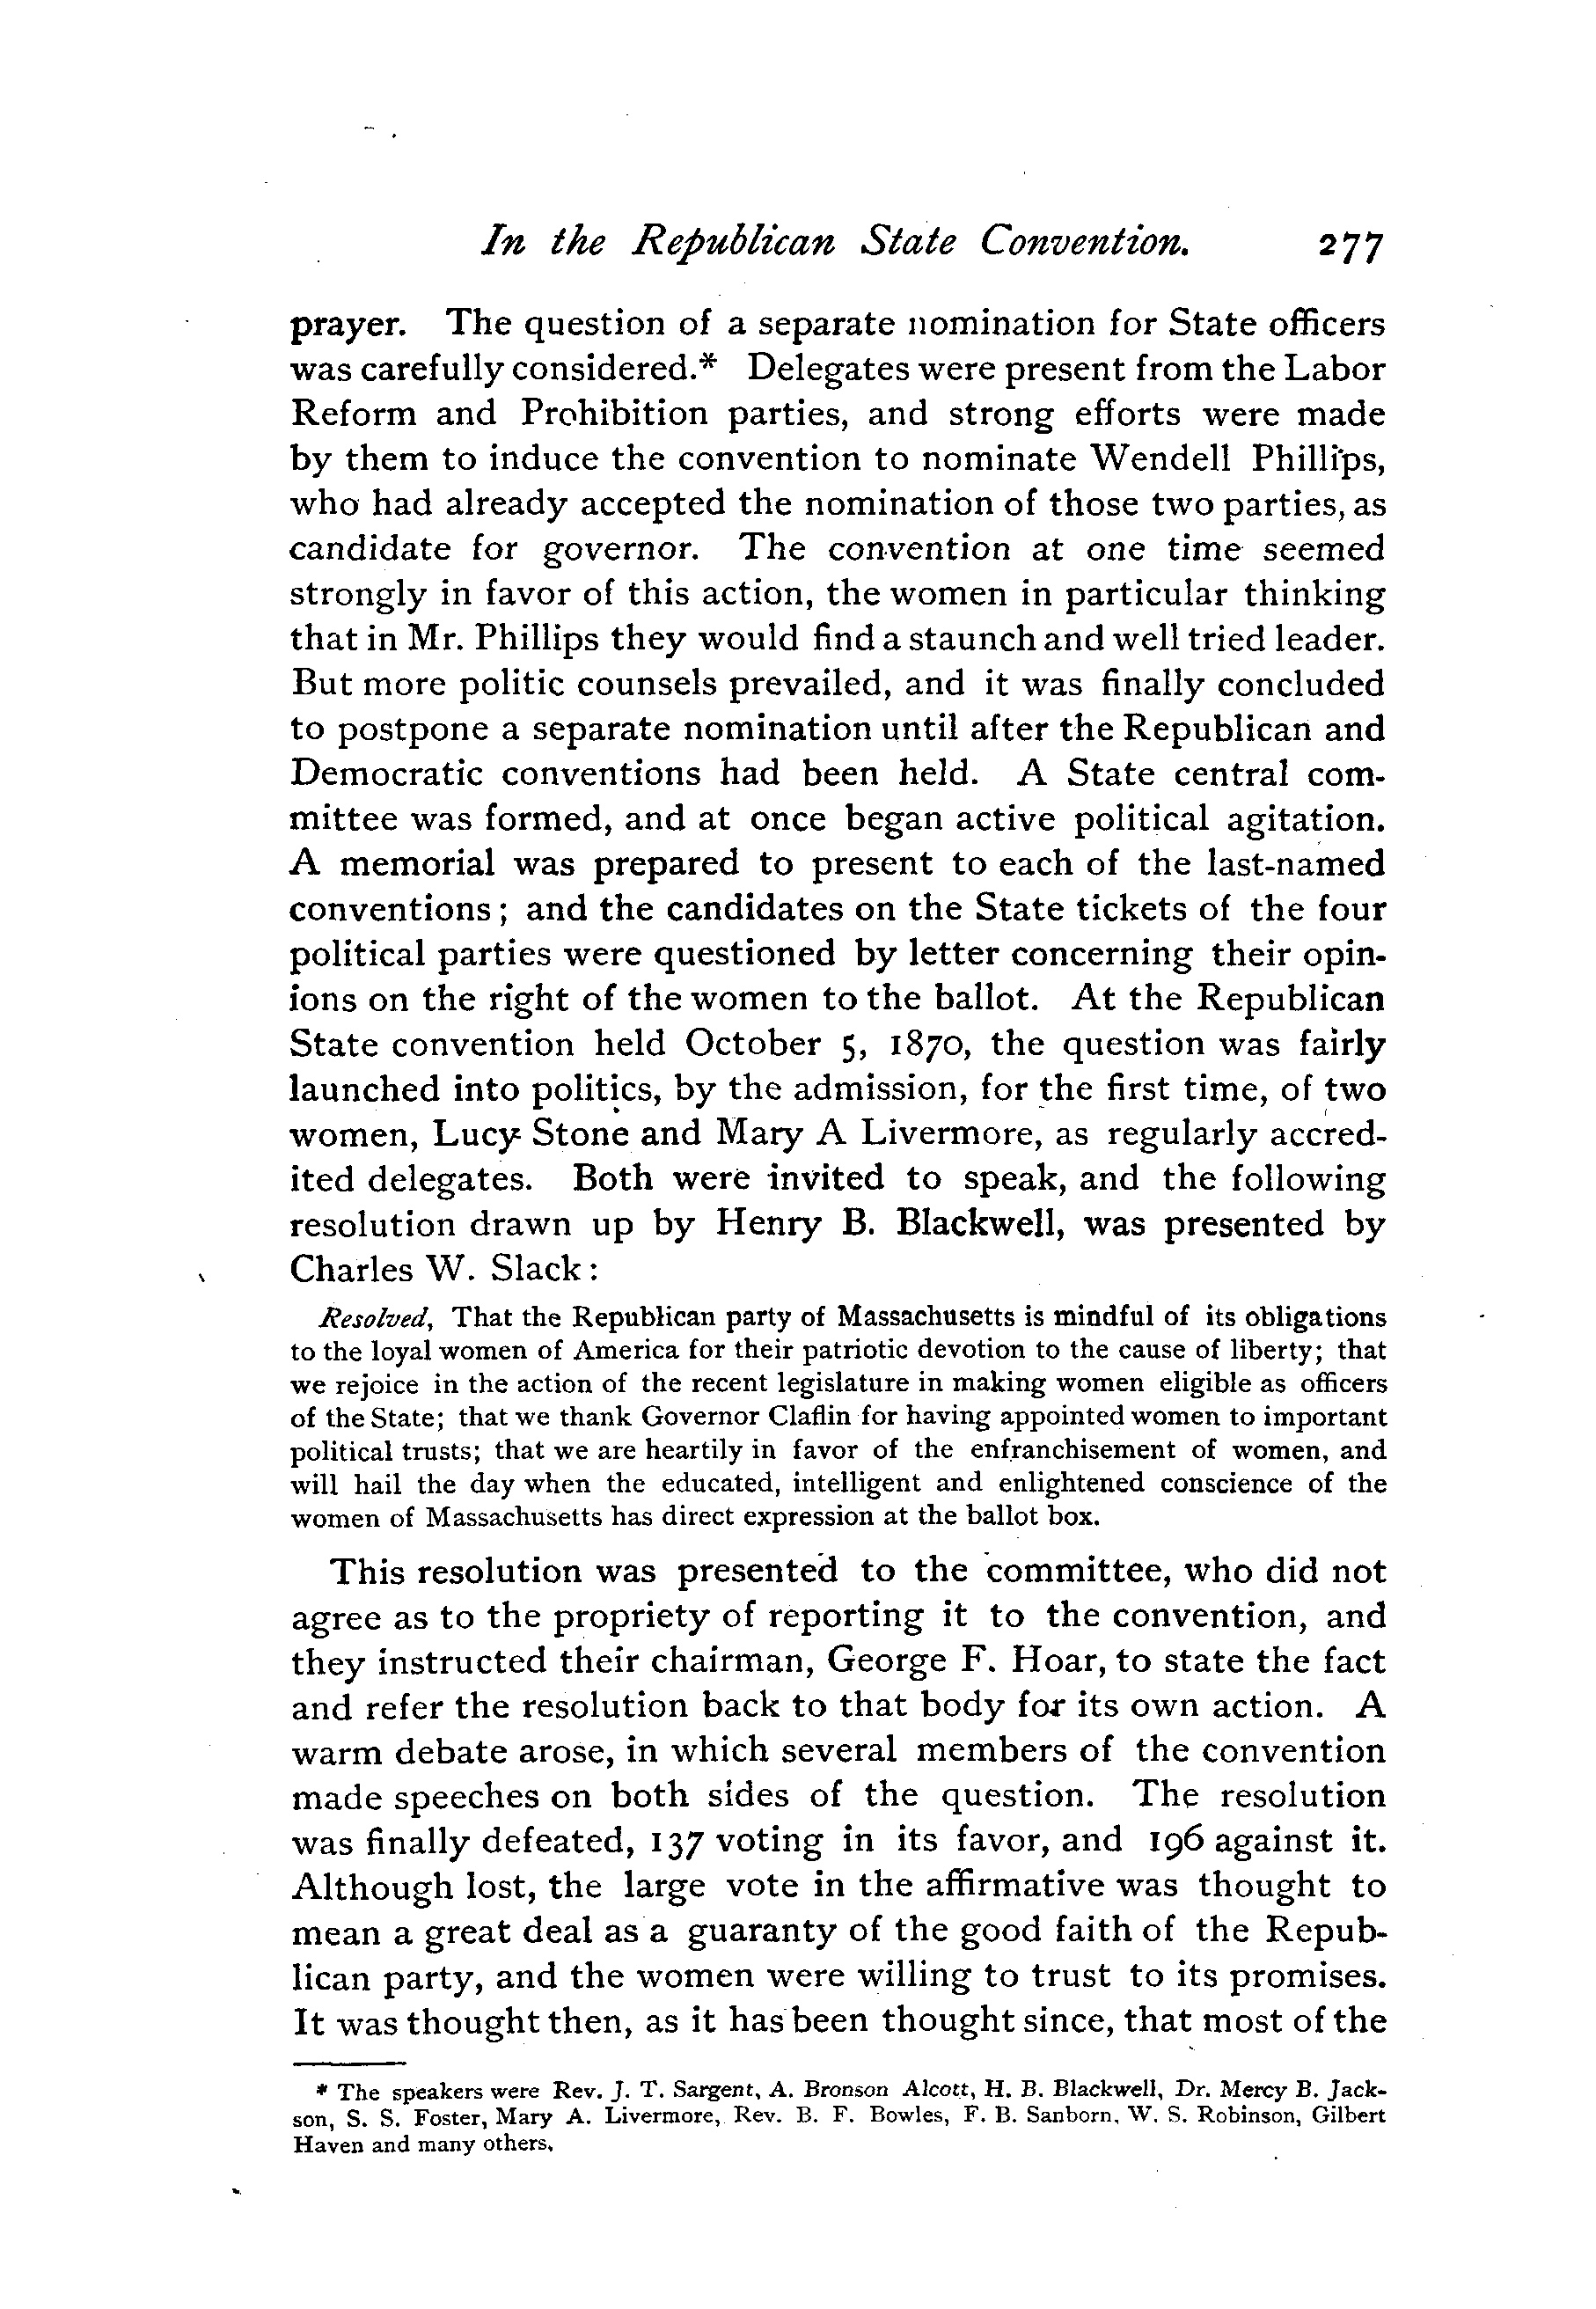 In the Republican State Convention. 277
prayer. The question of a separate nomination for State officers
was carefully considered.* Delegates were present from the Labor
Reform and Prohibition parties, and strong efforts were made
by them to induce the convention to nominate Wendell Phillips,
who had already accepted the nomination of those two parties, as
candidate for governor. The convention at one time seemed
strongly in favor of this action, the women in particular thinking
that in Mr. Phillips they would find a staunch and well tried leader.
But more politic counsels prevailed, and it was finally concluded
to postpone a separate nomination until after the Republican and
Democratic conventions had been held. A State central com-
mittee was formed, and at once began active political agitation.
A memorial was prepared to present to each of the last-named
conventions; and the candidates on the State tickets of the four
political parties were questioned by letter concerning their opin-
ions on the right of the women to the ballot. At the Republican
State convention held October 5, 1870, the question was fairly
launched into politics, by the admission, for the first time, of two
women, Lucy Stone and Mary A Livermore, as regularly accred-
ited delegates. Both were invited to speak, and the following
resolution drawn up by Henry B. Blackwell, was presented by
Charles W. Slack:
Resolved, That the Republican party of Massachusetts is mindful of its obligations
to the loyal women of America for their patriotic devotion to the cause of liberty; that
we rejoice in the action of the recent legislature in making women eligible as officers
of the State; that we thank Governor Claflin for having appointed women to important
political trusts; that we are heartily in favor of the enfranchisement of women, and
will hail the day when the educated, intelligent and enlightened conscience of the
women of Massachusetts has direct expression at the ballot box.
This resolution was presented to the committee, who did not
agree as to the propriety of reporting it to the convention, and
they instructed their chairman, George F. Hoar, to state the fact
and refer the resolution back to that body for its own action. A
warm debate arose, in which several members of the convention
made speeches on both sides of the question. The resolution
was finally defeated, 137 voting in its favor, and 196 against it.
Although lost, the large vote in the affirmative was thought to
mean a great deal as a guaranty of the good faith of the Repub-
lican party, and the women were willing to trust to its promises.
It was thought then, as it has been thought since, that most of the
* The speakers were Rev. J. T. Sargent, A. Bronson Alcott, H. B. Blackwell, Dr. Mercy B. Jack-
son, S. S. Foster, Mary A. Livermore, Rev. B. F. Bowles, F. B. Sanborn, W. S. Robinson, Gilbert
Haven and many others.